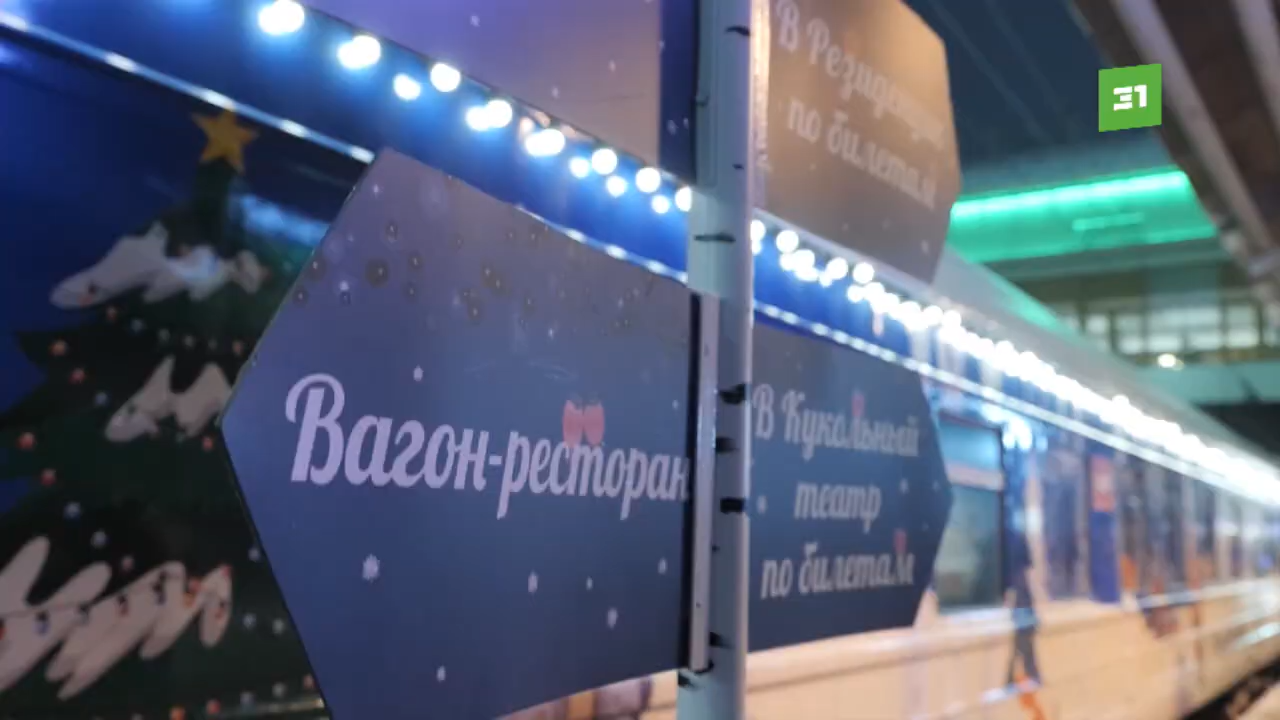 В Резиденцию
по билетам
31
Вагон-ресторан
В Кукольный
театр
по билетам